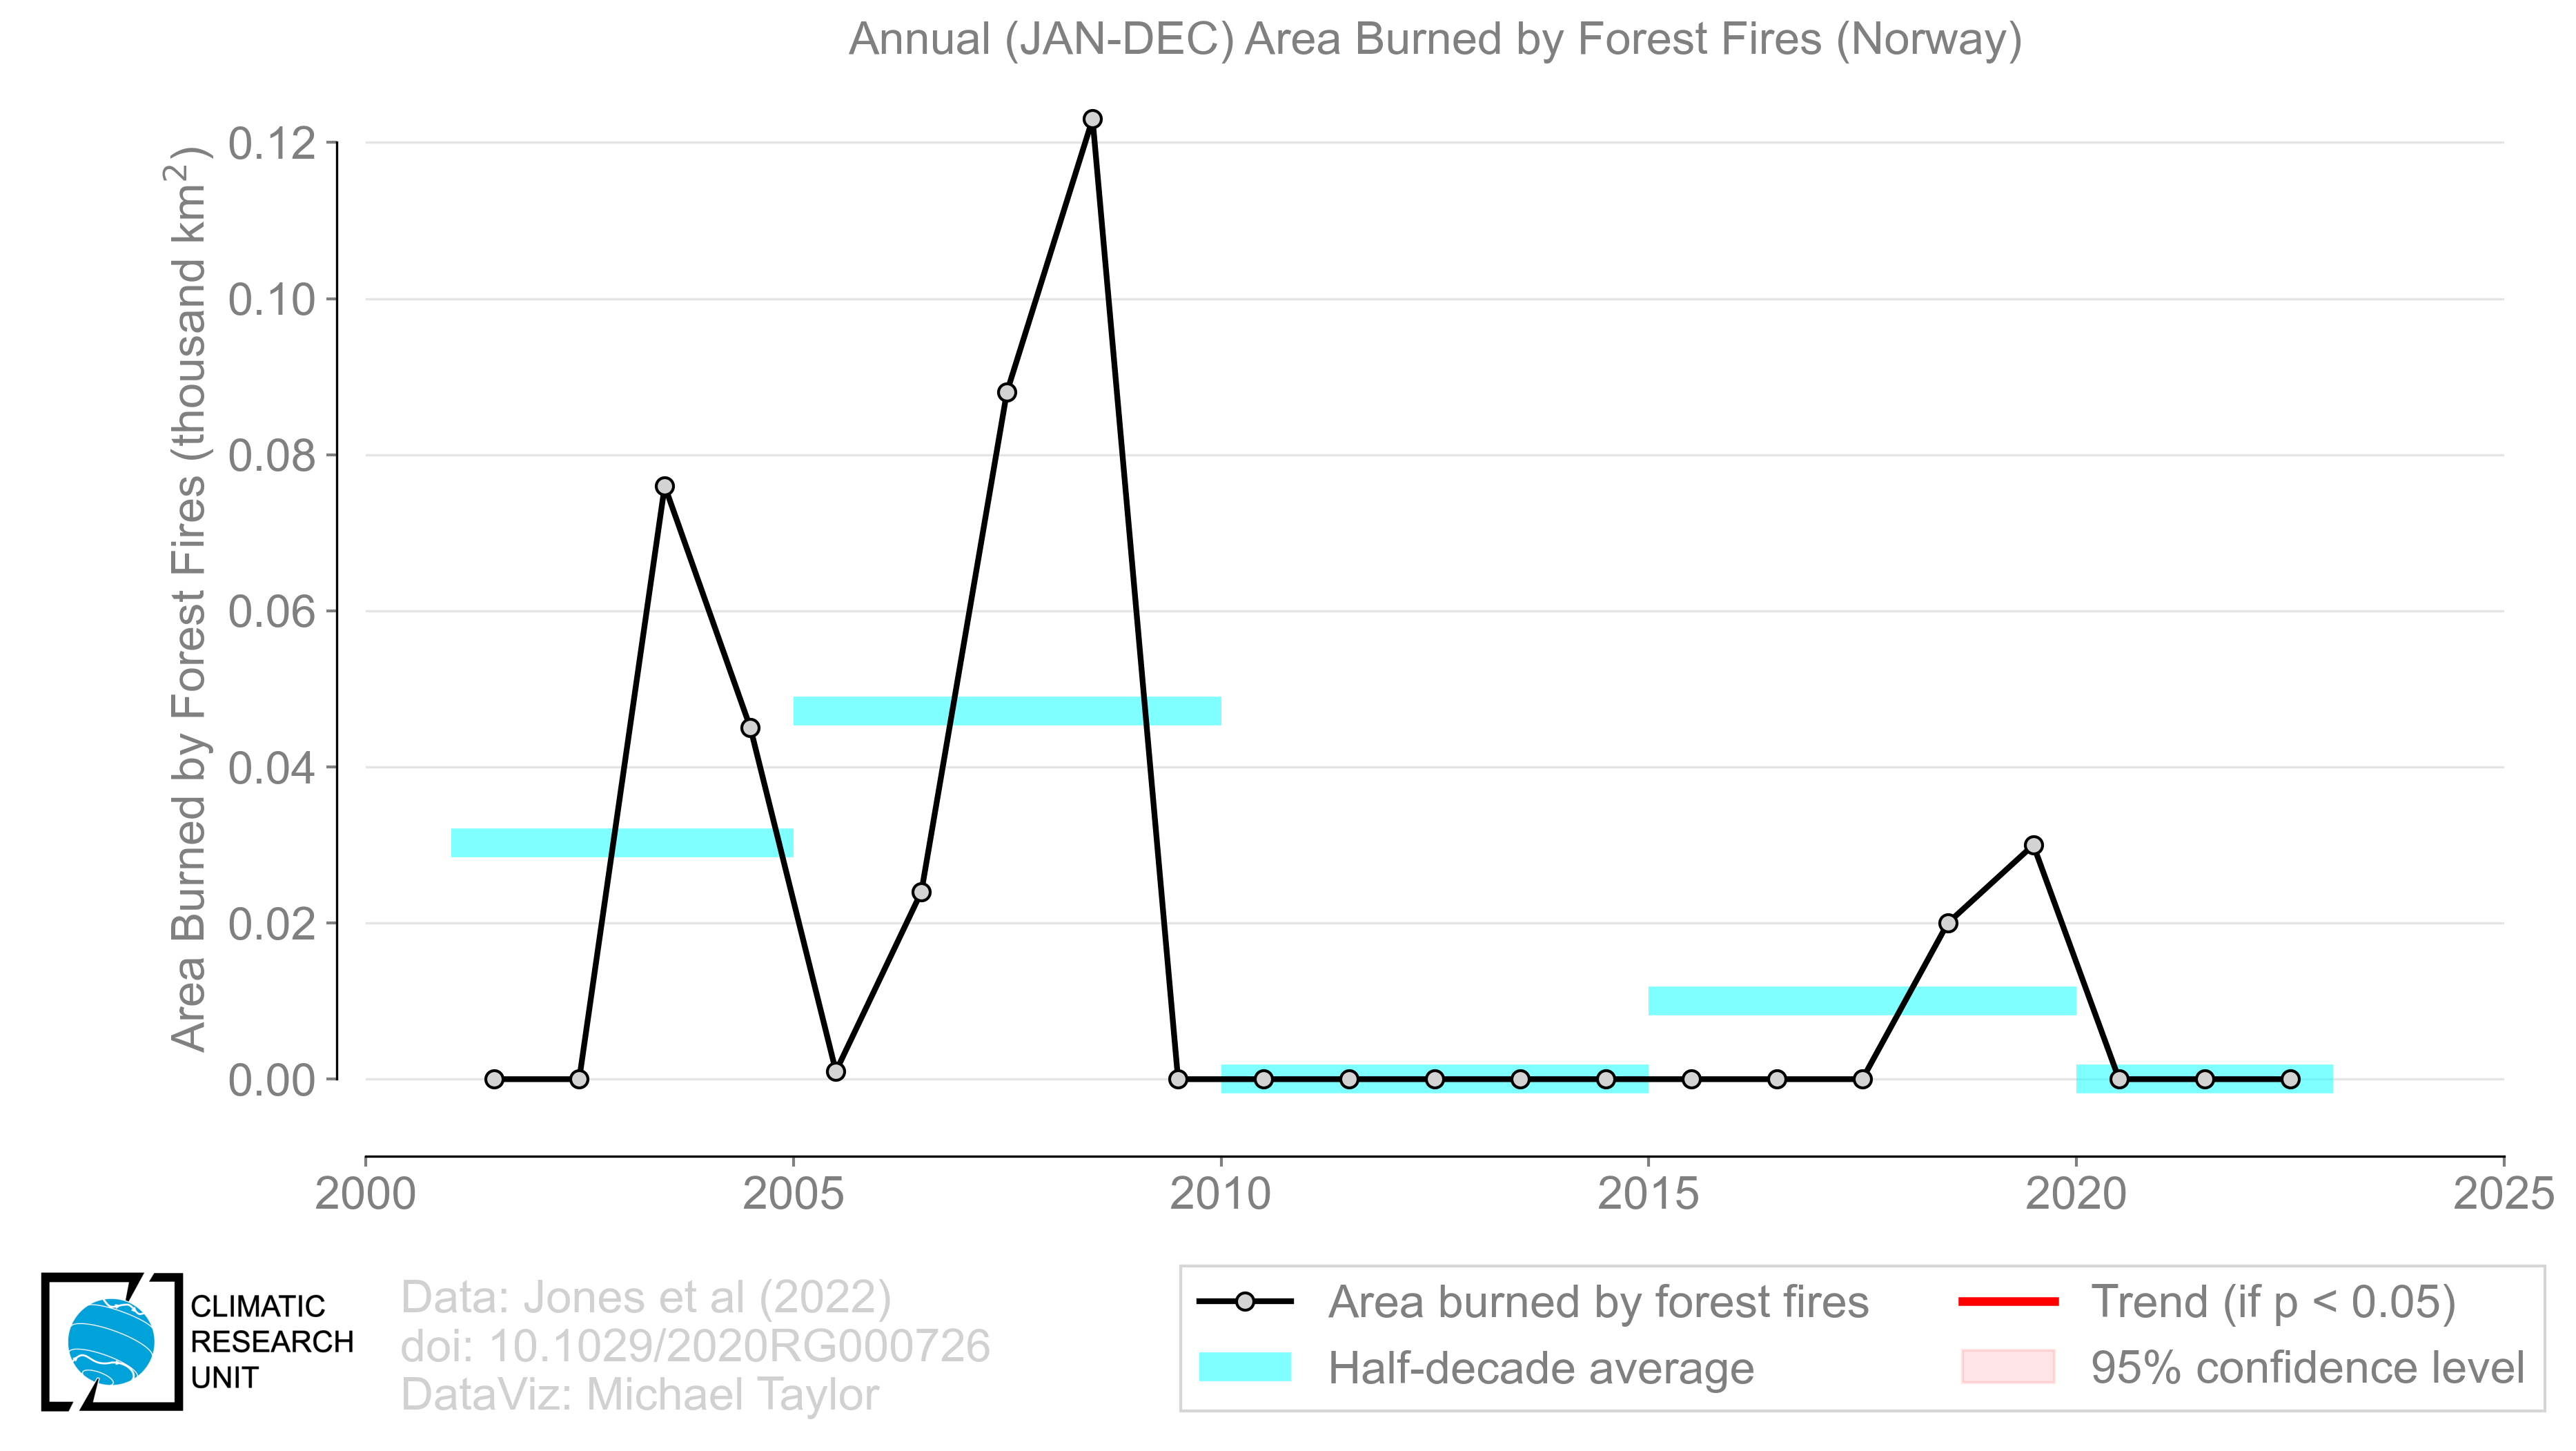 Annual (JAN-DEC) Area Burned by Forest Fires (Norway)
Area Burned by Forest Fires (thousand km²)
0.12
0.10
0.08
0.06
0.04
0.02
0.00
2000 2005 2010 2015 2020 2025
CLIMATIC
RESEARCH
UNIT
Data: Jones et al (2022)
doi: 10.1029/2020RG000726
DataViz: Michael Taylor
Area burned by forest fires
Half-decade average
Trend (if p < 0.05)
95% confidence level